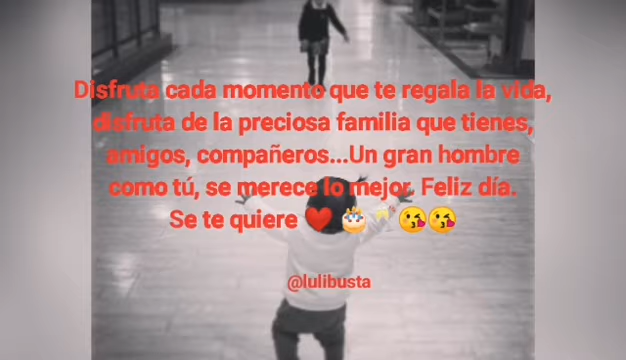 Disfruta cada momento que te regala la vida,
disfruta de la preciosa familia que tienes,
amigos, compañeros...Un gran hombre
como tú, se merece lo mejor. Feliz día.
Se te quiere ❤️ 🎂 🥂 😘😘
@lulibusta